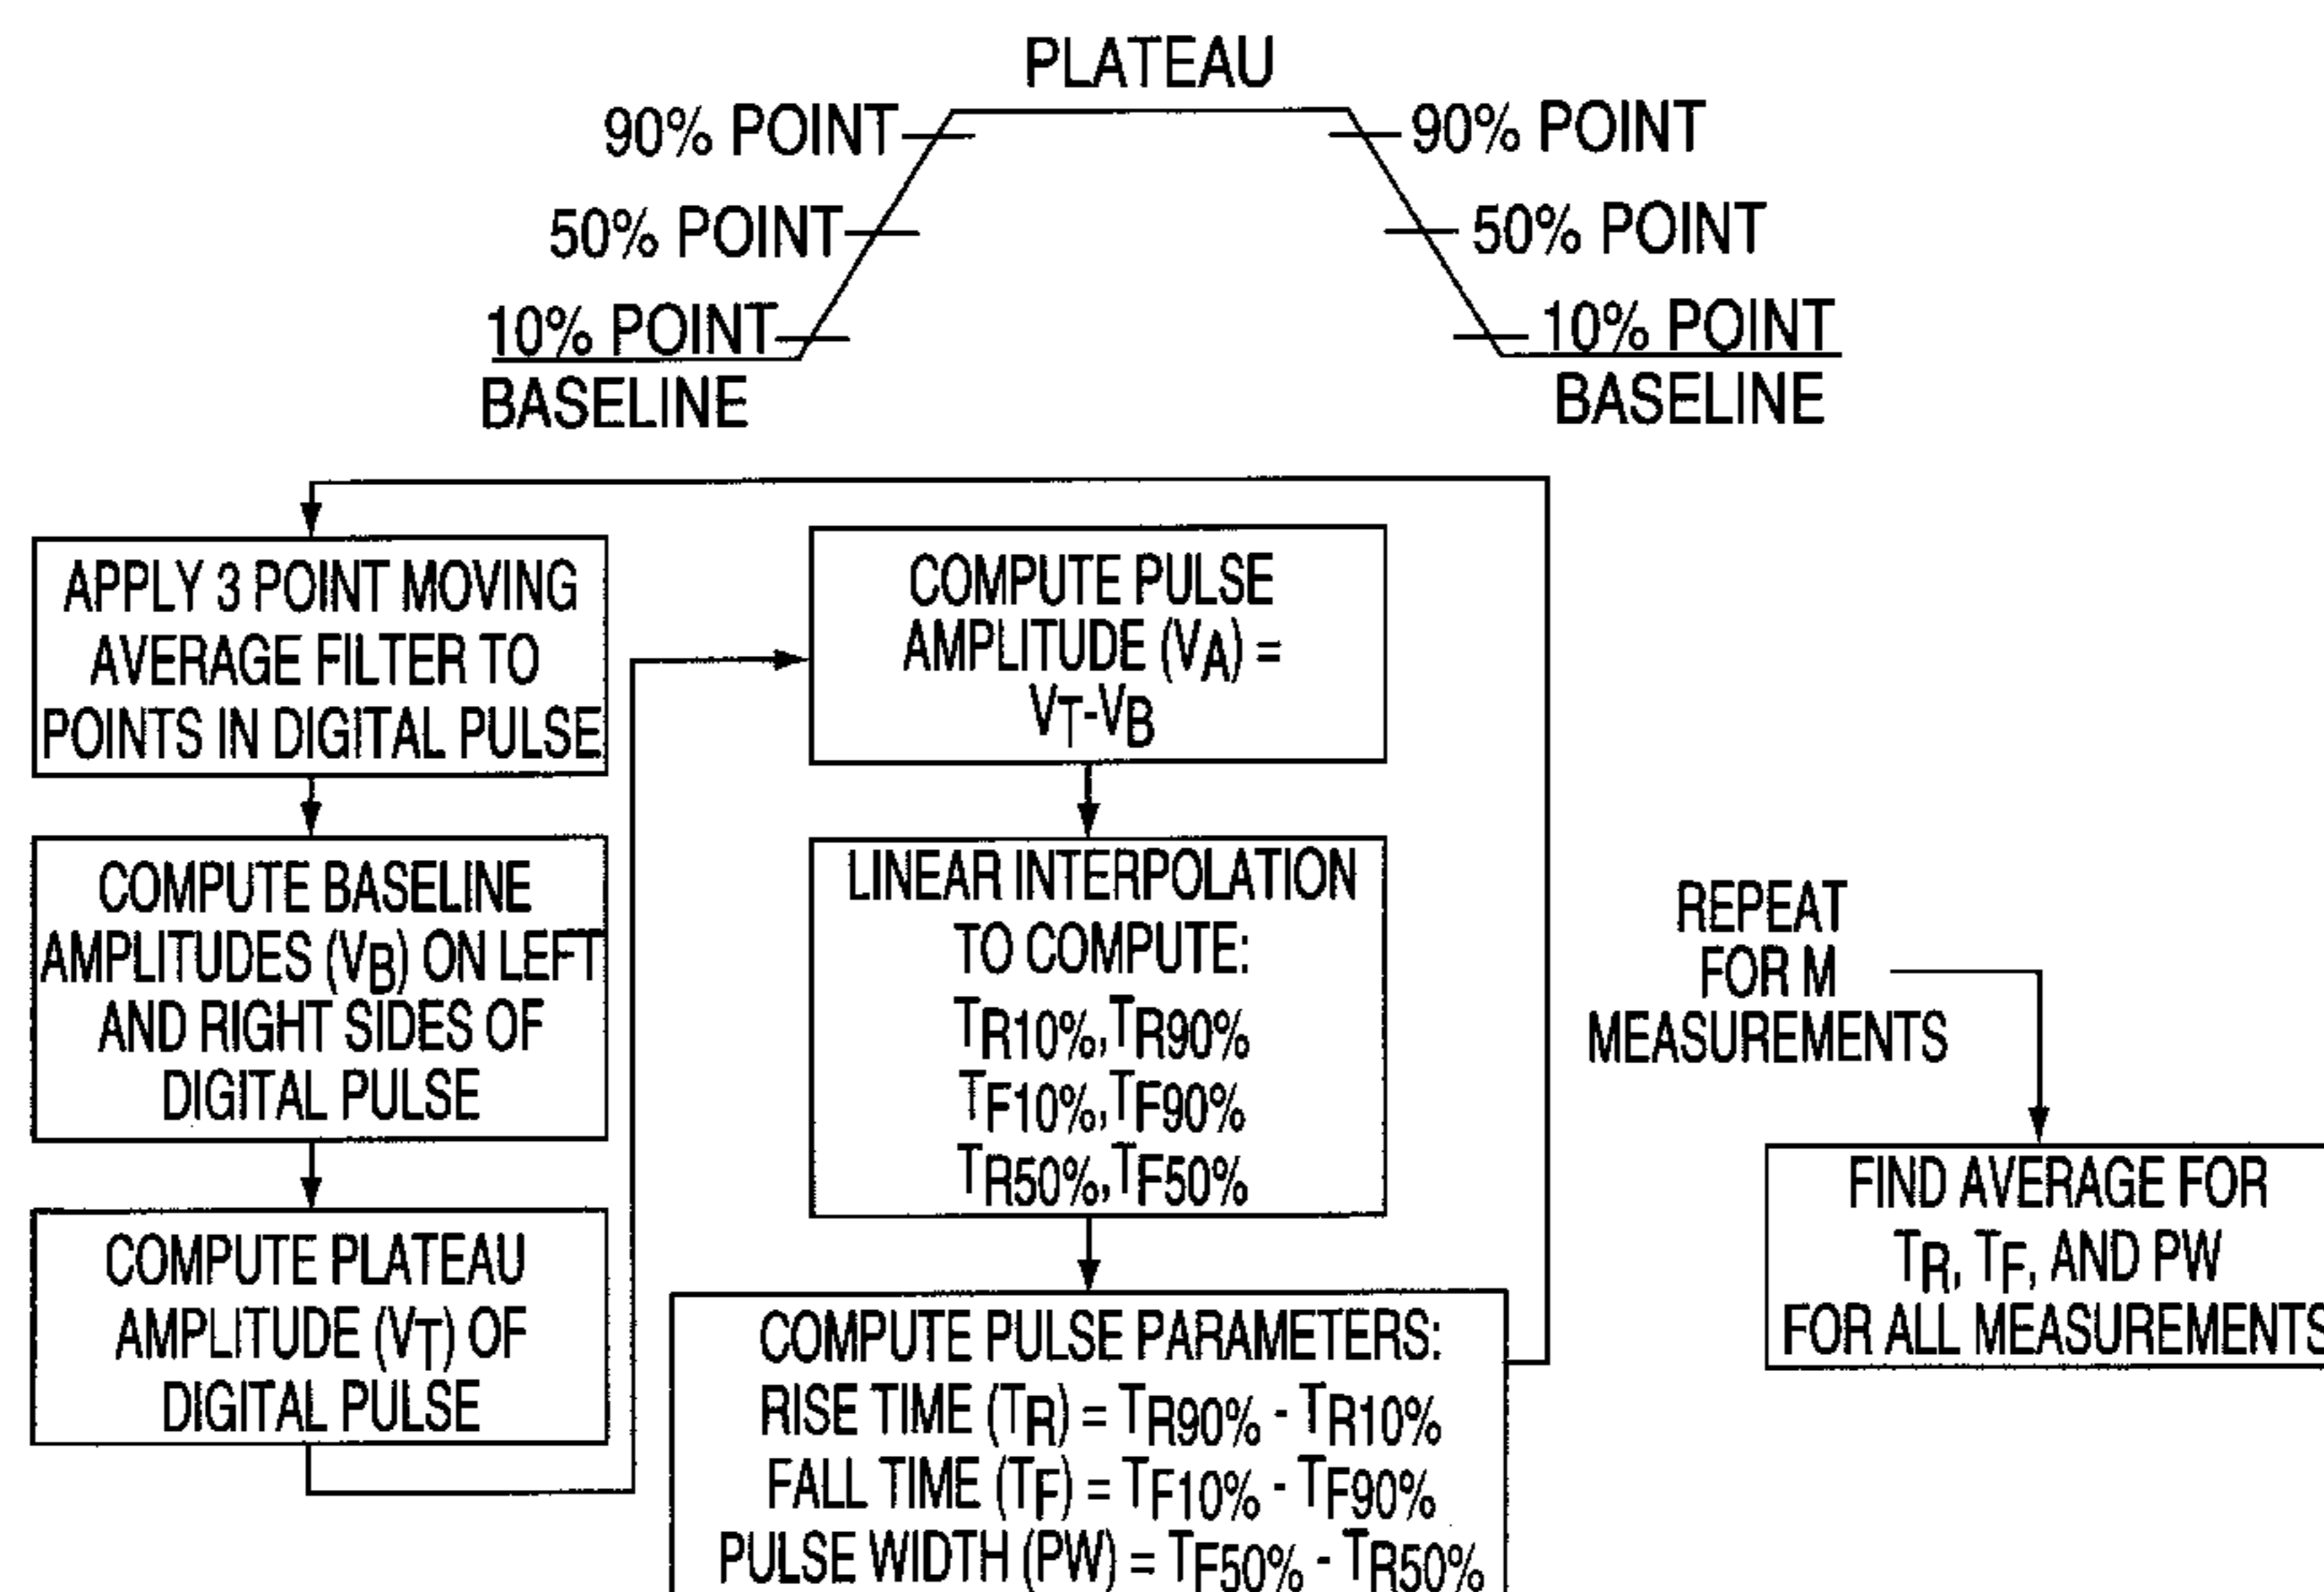 PLATEAU
90% POINT
90% POINT
50% POINT
50% POINT
10% POINT
10% POINT
BASELINE
BASELINE
APPLY 3 POINT MOVING
AVERAGE FILTER TO
POINTS IN DIGITAL PULSE
COMPUTE BASELINE
AMPLITUDES (VB) ON LEFT
AND RIGHT SIDES OF
DIGITAL PULSE
COMPUTE PLATEAU
AMPLITUDE (VT) OF
DIGITAL PULSE
COMPUTE PULSE
AMPLITUDE (VA) =
VT-VB
LINEAR INTERPOLATION
TO COMPUTE:
TR10%,TR90%
TF10%,TF90%
TR50%,TF50%
COMPUTE PULSE PARAMETERS:
RISE TIME (TR) = TR90% - TR10%
FALL TIME (TF) = TF10% - TF90%
PULSE WIDTH (PW) = TF50% - TR50%
REPEAT
FOR M
MEASUREMENTS
FIND AVERAGE FOR
TR, TF, AND PW
FOR ALL MEASUREMENTS